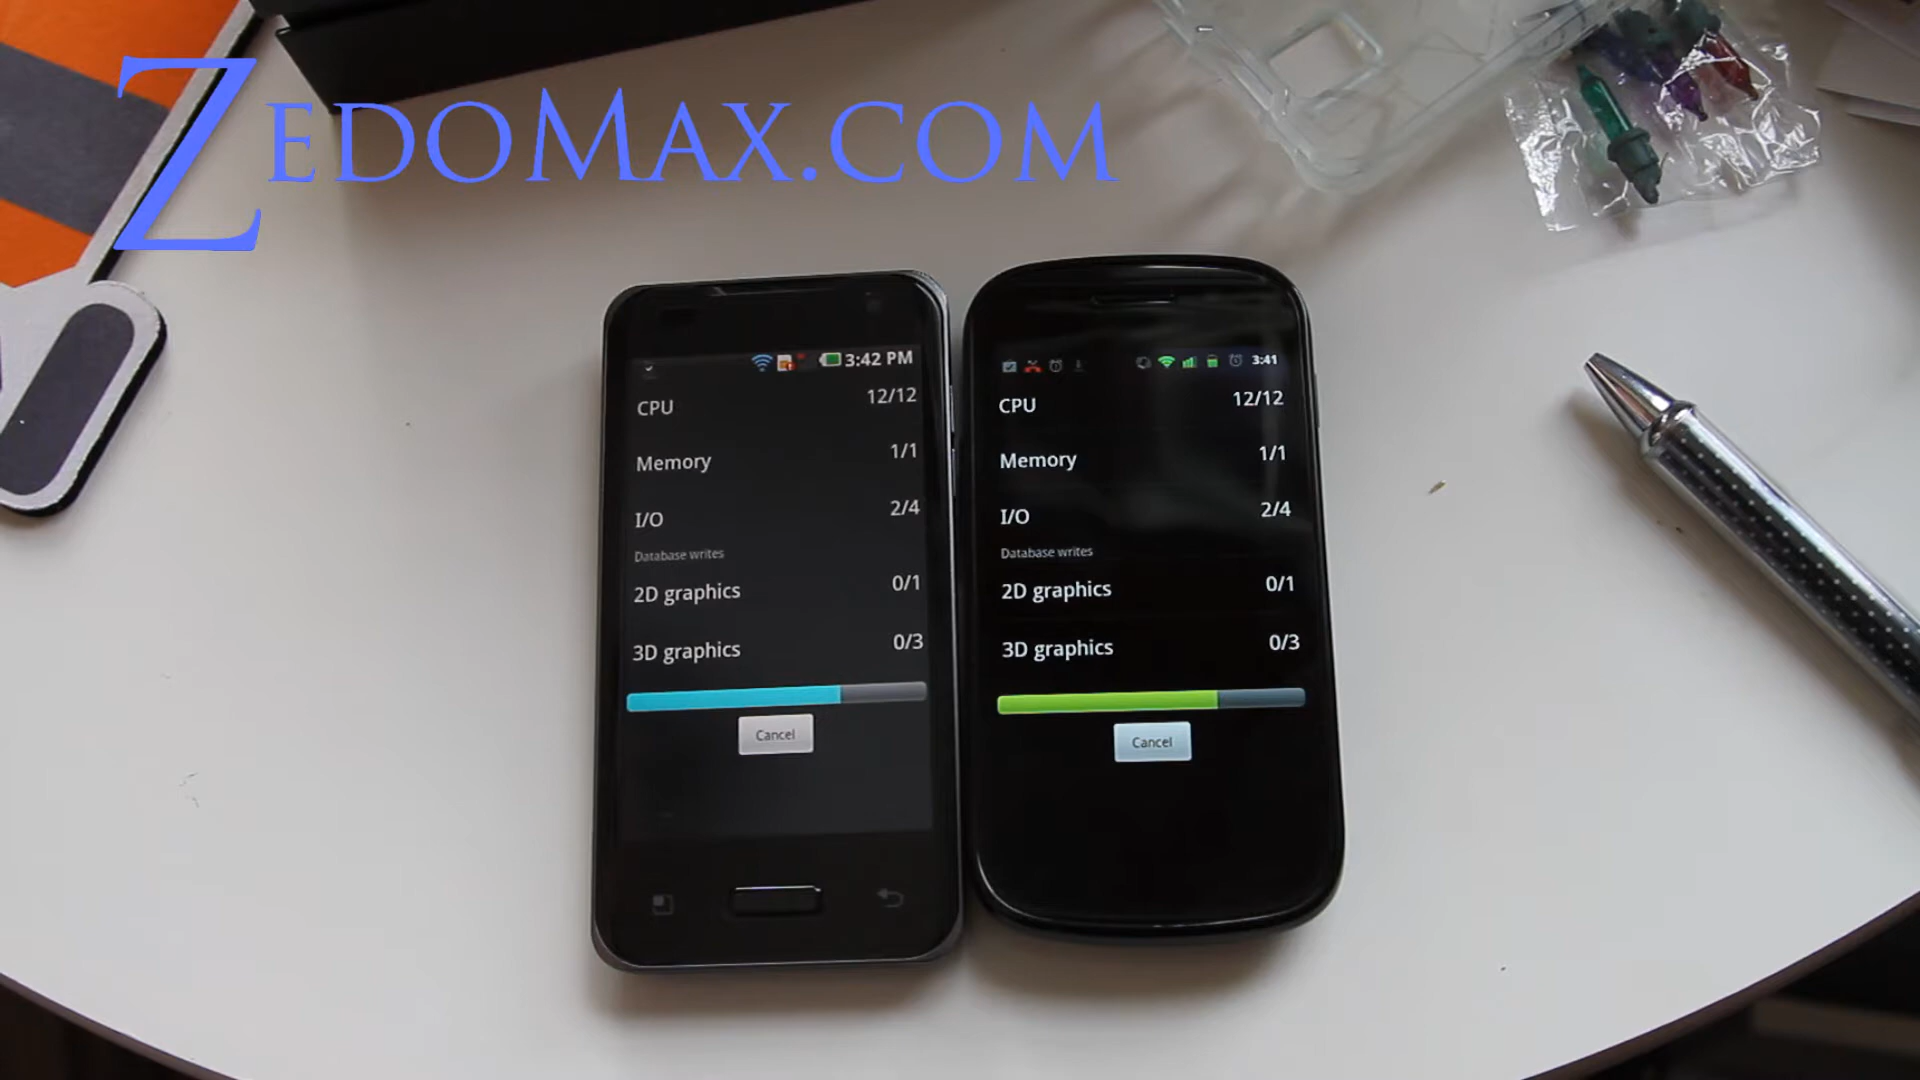 ZEDOMAX.COM
3:42 PM
CPU 12/12
Memory 1/1
I/O 2/4
Database writes
2D graphics 0/1
3D graphics 0/3
Cancel
3:41
CPU 12/12
Memory 1/1
I/O 2/4
Database writes
2D graphics 0/1
3D graphics 0/3
Cancel